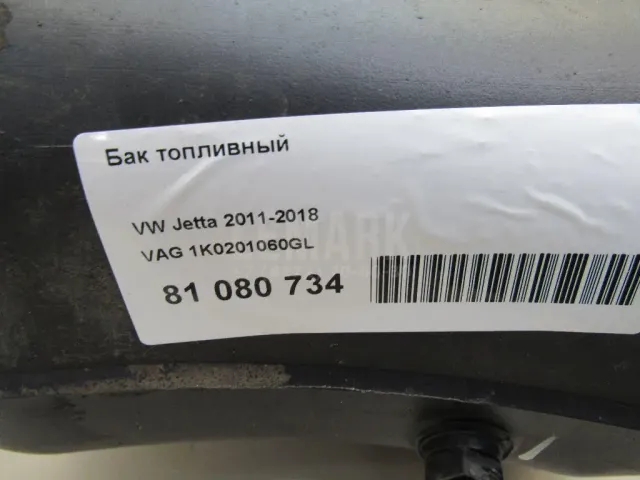 Бак топливный
VW Jetta 2011-2018
VAG 1K0201060GL
81 080 734